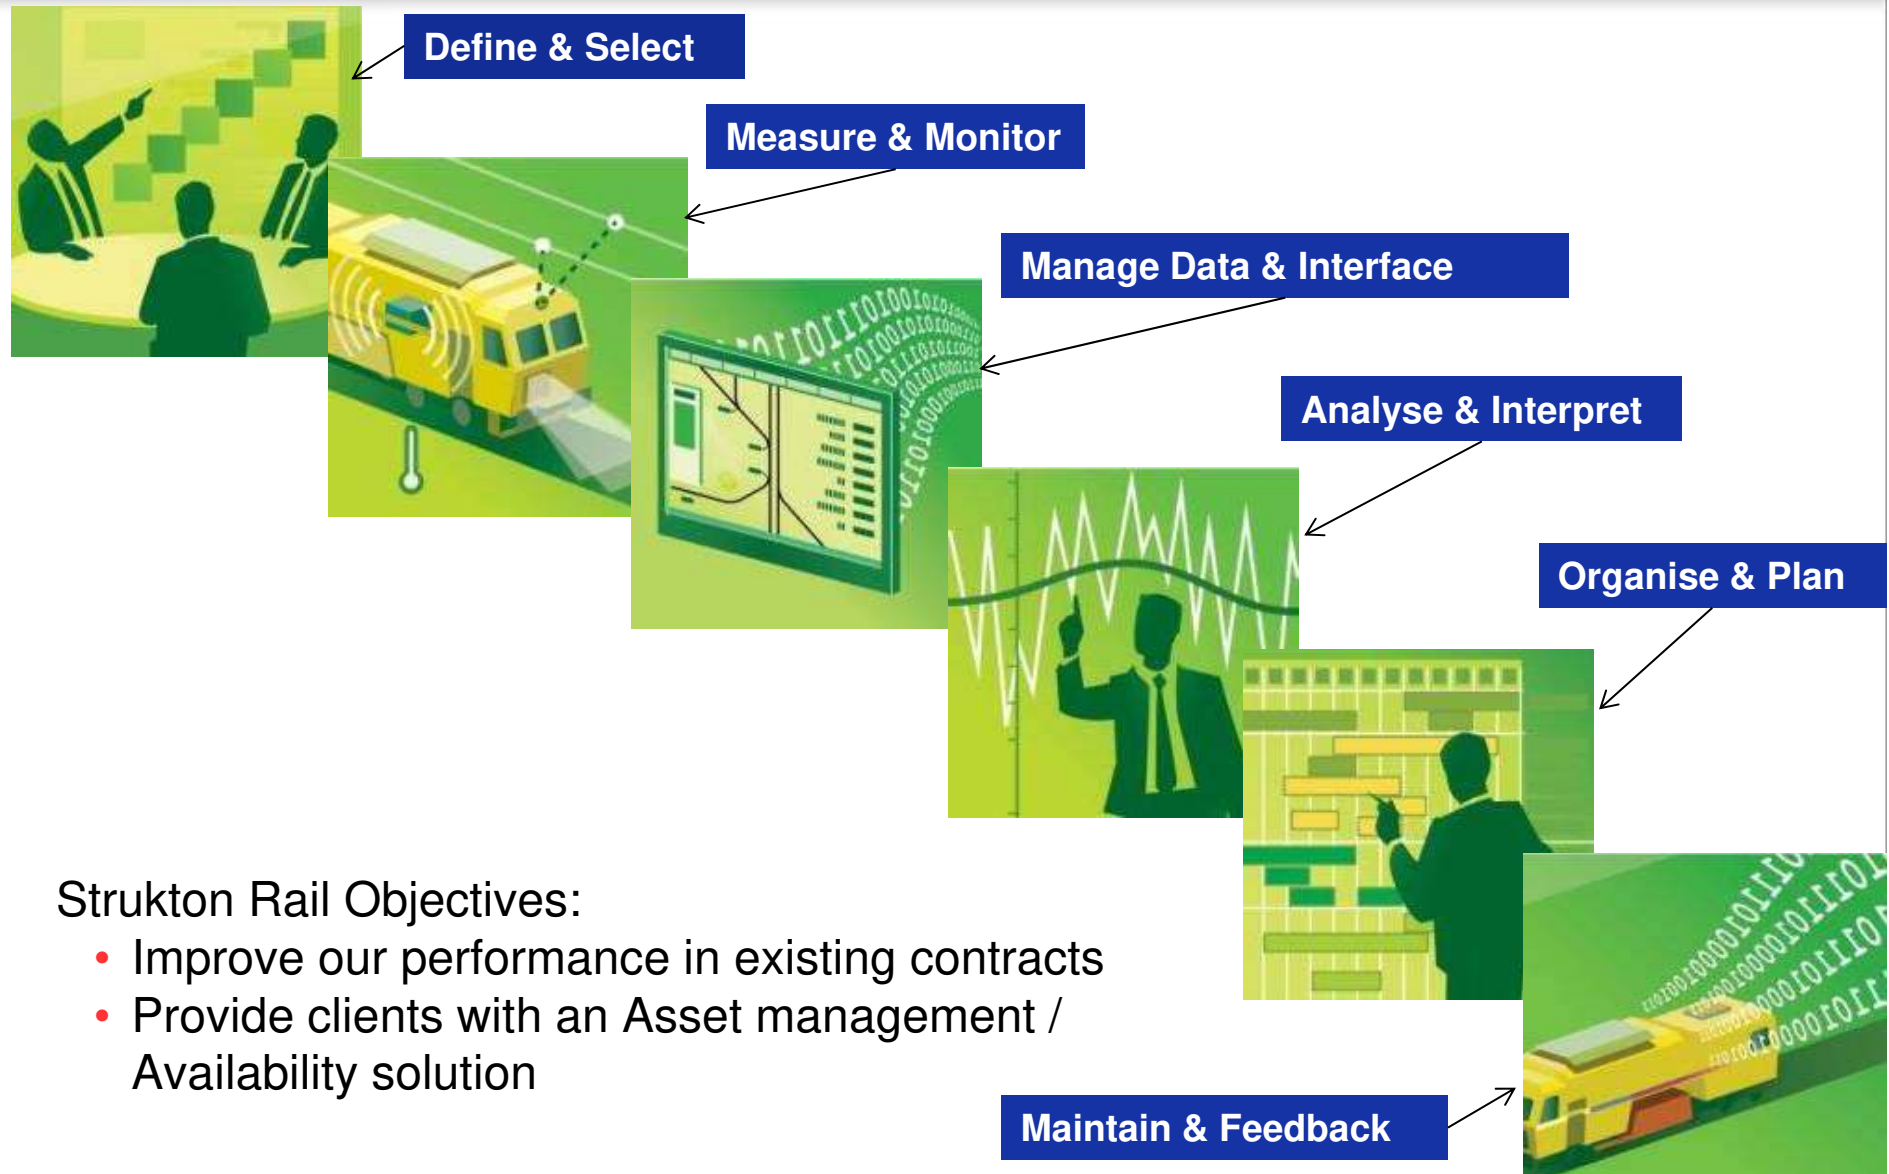 Define & Select
Measure & Monitor
Manage Data & Interface
Analyse & Interpret
Organise & Plan
Strukton Rail Objectives:
• Improve our performance in existing contracts
• Provide clients with an Asset management /
Availability solution
Maintain & Feedback